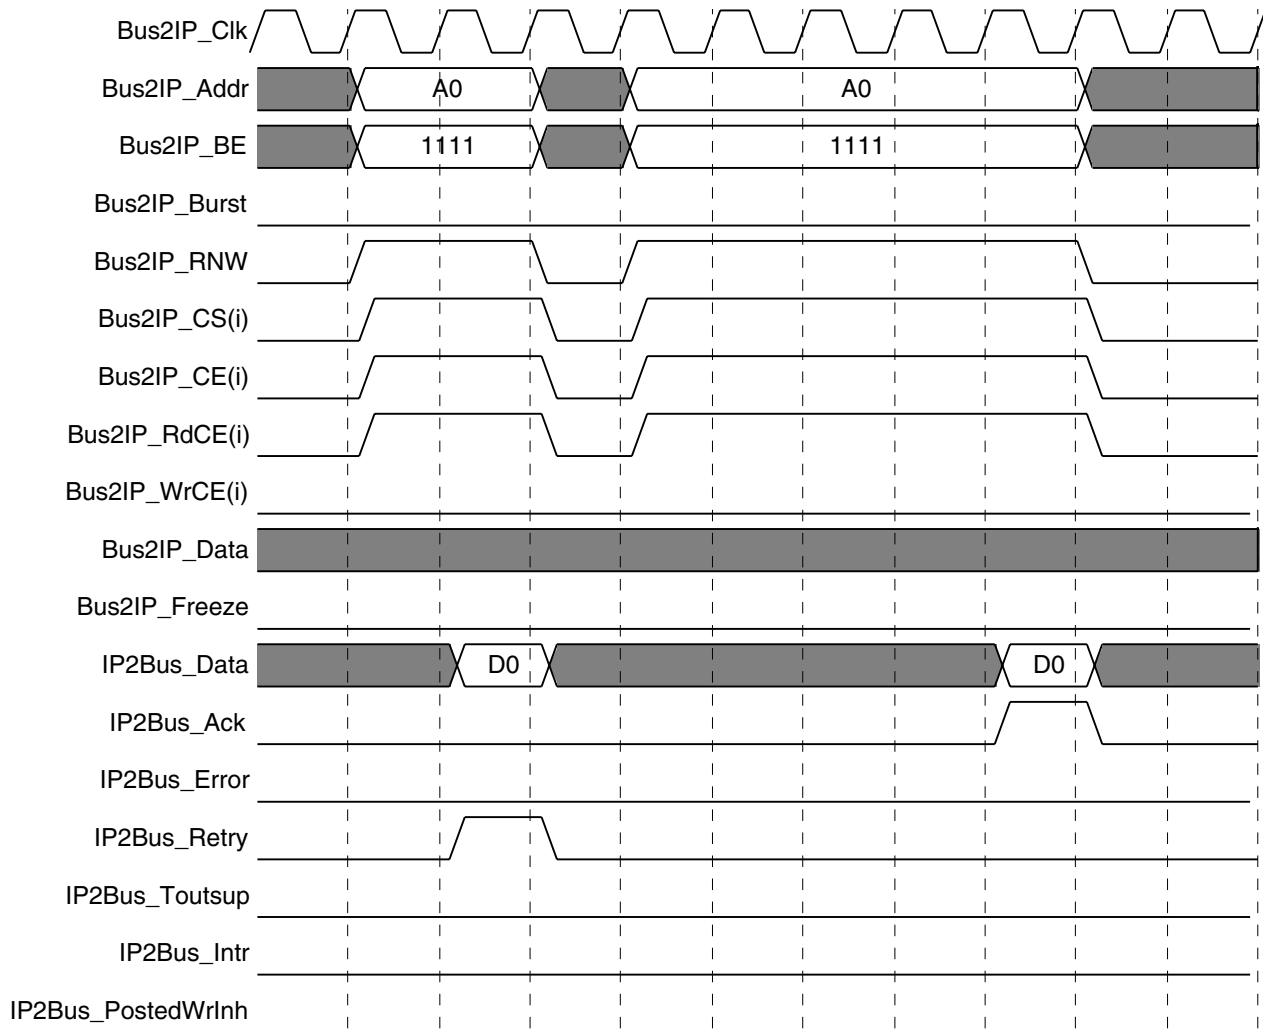 Bus2IP_Clk
Bus2IP_Addr A0 A0
Bus2IP_BE 1111 1111
Bus2IP_Burst
Bus2IP_RNW
Bus2IP_CS(i)
Bus2IP_CE(i)
Bus2IP_RdCE(i)
Bus2IP_WrCE(i)
Bus2IP_Data
Bus2IP_Freeze
IP2Bus_Data D0 D0
IP2Bus_Ack
IP2Bus_Error
IP2Bus_Retry
IP2Bus_Toutsup
IP2Bus_Intr
IP2Bus_PostedWrInh